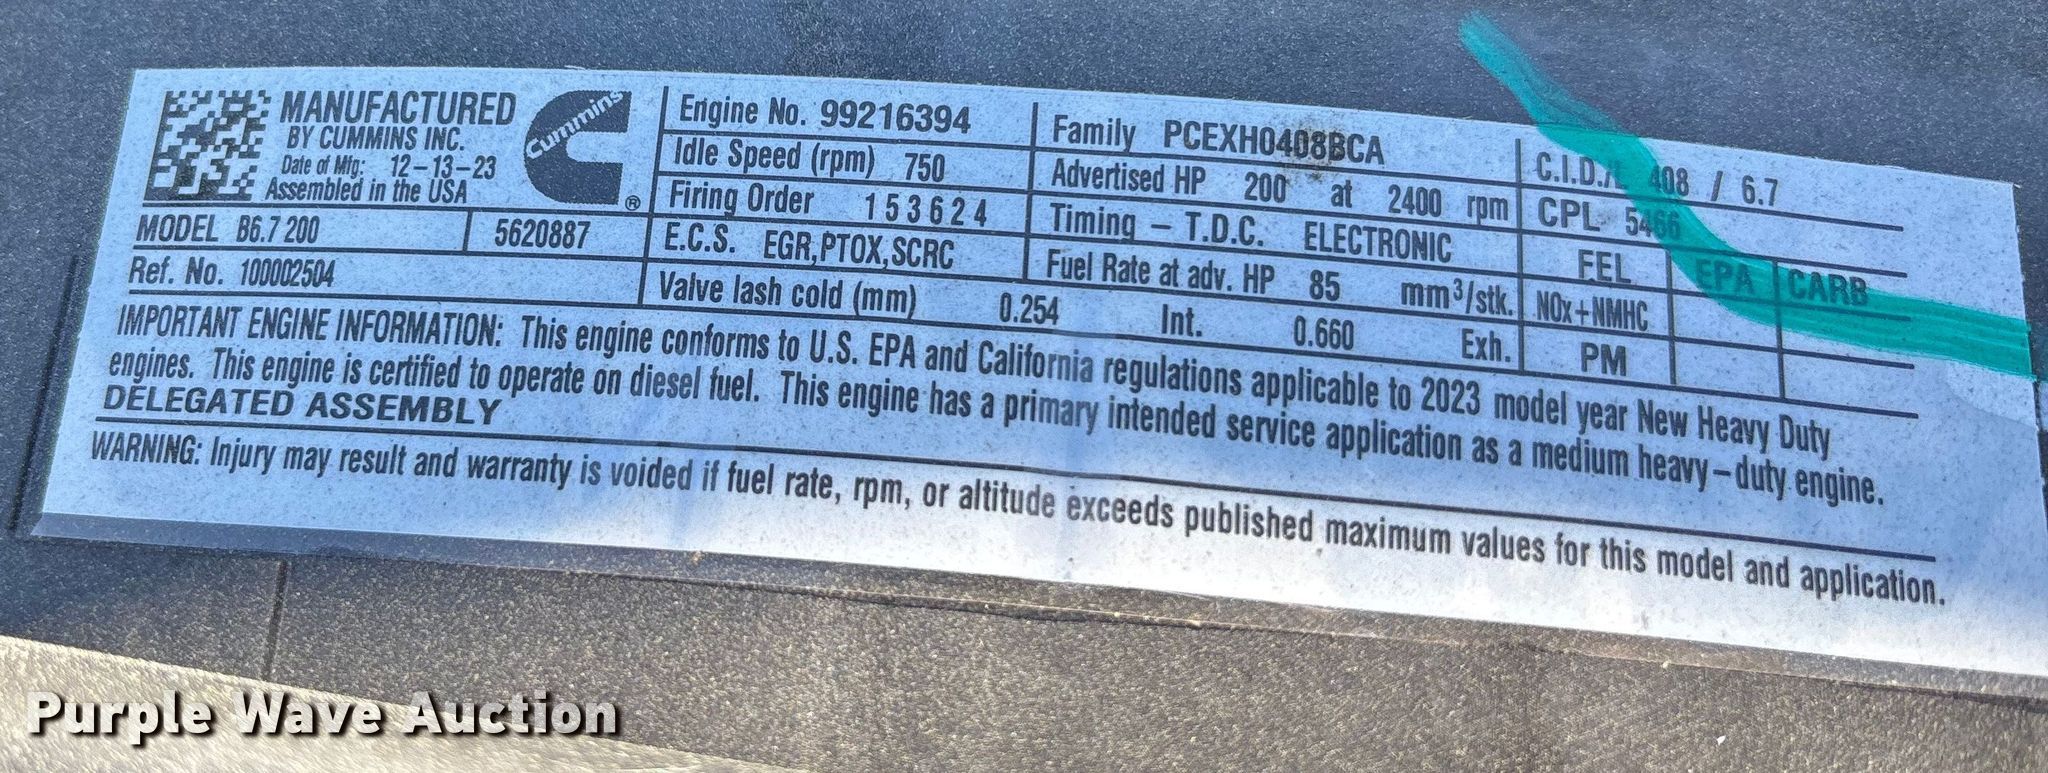 MANUFACTURED
BY CUMMINS INC.
Date of Mfg: 12-13-23
Assembled in the USA
Cummins ®
MODEL B6.7 200 5620887
Ref. No. 100002504
Engine No. 99216394
Idle Speed (rpm) 750
Firing Order 1 5 3 6 2 4
E.C.S. EGR,PTOX,SCRC
Valve lash cold (mm) 0.254 Int. 0.660 Exh.
Family PCEXH0408BCA
Advertised HP 200 at 2400 rpm
Timing - T.D.C. ELECTRONIC
Fuel Rate at adv. HP 85 mm³/stk.
C.I.D./L 408 / 6.7
CPL 5466
FEL EPA CARB
NOx+NMHC
PM
IMPORTANT ENGINE INFORMATION: This engine conforms to U.S. EPA and California regulations applicable to 2023 model year New Heavy Duty
engines. This engine is certified to operate on diesel fuel. This engine has a primary intended service application as a medium heavy-duty engine.
DELEGATED ASSEMBLY
WARNING: Injury may result and warranty is voided if fuel rate, rpm, or altitude exceeds published maximum values for this model and application.
Purple Wave Auction